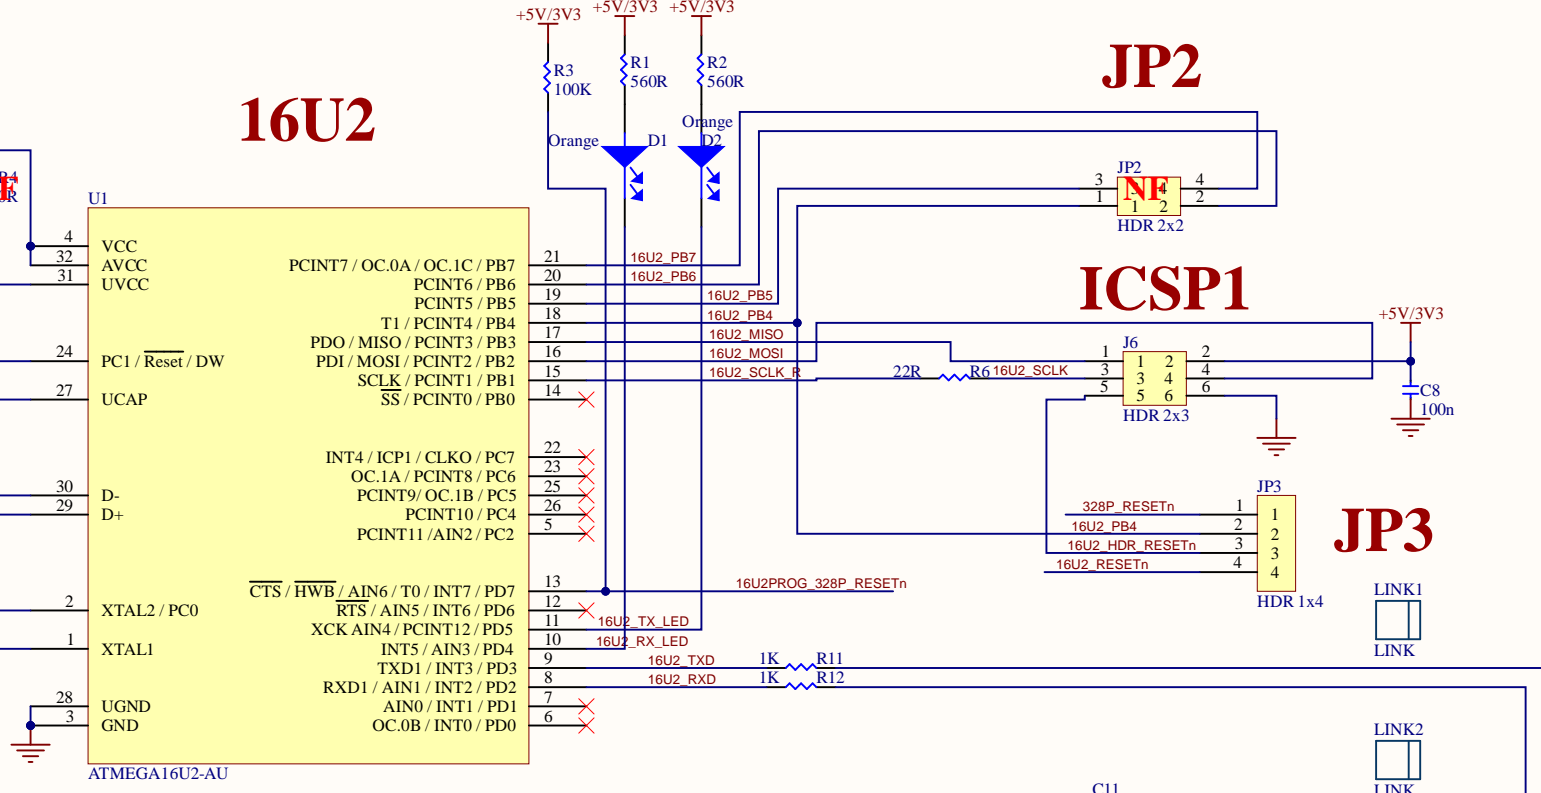 +5V/3V3
+5V/3V3
+5V/3V3
R3
100K
R1
560R
R2
560R
JP2
16U2
Orange
D1
Orange
D2
R4
F
U1
4 VCC
32 AVCC
31 UVCC
24 PC1 / Reset / DW
27 UCAP
30 D-
29 D+
2 XTAL2 / PC0
1 XTAL1
28 UGND
3 GND
PCINT7 / OC.0A / OC.1C / PB7 21 16U2_PB7
PCINT6 / PB6 20 16U2_PB6
PCINT5 / PB5 19 16U2_PB5
T1 / PCINT4 / PB4 18 16U2_PB4
PDO / MISO / PCINT3 / PB3 17 16U2_MISO
PDI / MOSI / PCINT2 / PB2 16 16U2_MOSI
SCLK / PCINT1 / PB1 15 16U2_SCLK_R
SS / PCINT0 / PB0 14
INT4 / ICP1 / CLKO / PC7 22
OC.1A / PCINT8 / PC6 23
PCINT9/ OC.1B / PC5 25
PCINT10 / PC4 26
PCINT11 /AIN2 / PC2 5
CTS / HWB / AIN6 / T0 / INT7 / PD7 13 16U2PROG_328P_RESETn
RTS / AIN5 / INT6 / PD6 12
XCK AIN4 / PCINT12 / PD5 11 16U2_TX_LED
INT5 / AIN3 / PD4 10 16U2_RX_LED
TXD1 / INT3 / PD3 9 16U2_TXD 1K R11
RXD1 / AIN1 / INT2 / PD2 8 16U2_RXD 1K R12
AIN0 / INT1 / PD1 7
OC.0B / INT0 / PD0 6
ATMEGA16U2-AU
JP2
3 3 4 4
1 1 2 2
NF
HDR 2x2
ICSP1
+5V/3V3
J6
1 1 2 2
22R R6 16U2_SCLK 3 3 4 4
5 5 6 6
HDR 2x3
C8
100n
JP3
328P_RESETn 1 1
16U2_PB4 2 2
16U2_HDR_RESETn 3 3
16U2_RESETn 4 4
HDR 1x4
JP3
LINK1
LINK
LINK2
LINK
C11